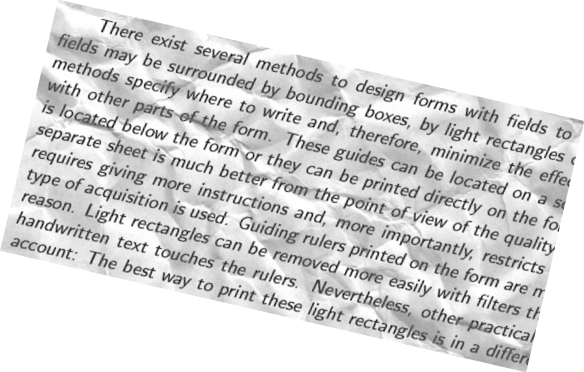 There exist several methods to design forms with fields to
fields may be surrounded by bounding boxes, by light rectangles
methods specify where to write and, therefore, minimize the
with other parts of the form. These guides can be located on a
is located below the form or they can be printed directly on the
separate sheet is much better from the point of view of the quality
requires giving more instructions and, more importantly, restricts
type of acquisition is used. Guiding rulers printed on the form are
reason. Light rectangles can be removed more easily with filters
handwritten text touches the rulers. Nevertheless, other practical
account: The best way to print these light rectangles is in a